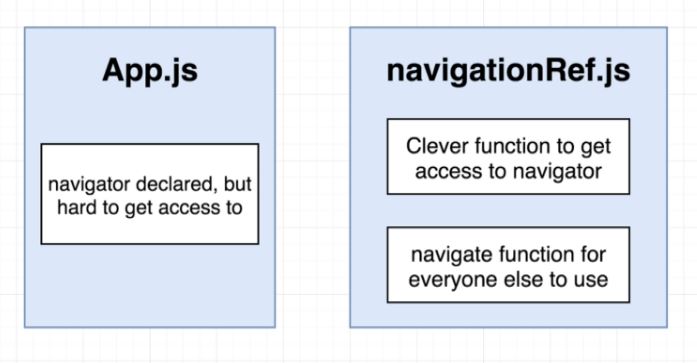 App.js
navigator declared, but
hard to get access to
navigationRef.js
Clever function to get
access to navigator
navigate function for
everyone else to use